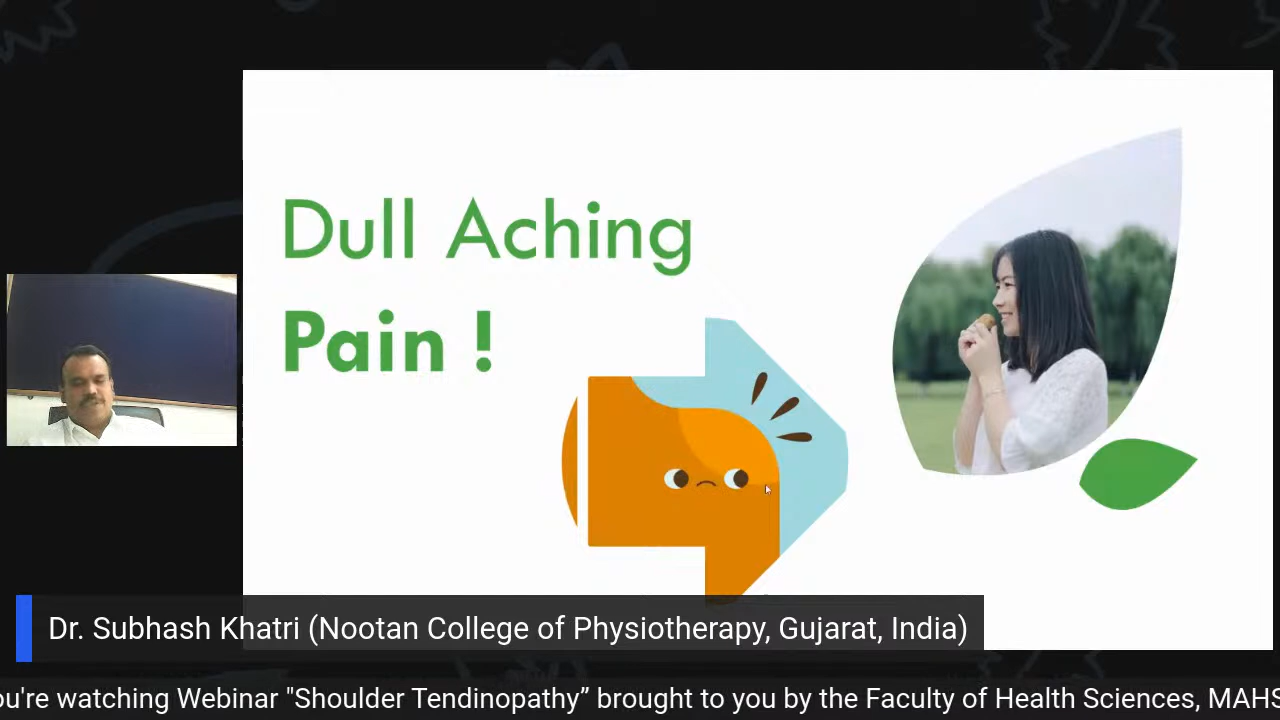 Dull Aching
Pain !
Dr. Subhash Khatri (Nootan College of Physiotherapy, Gujarat, India)
ou're watching Webinar "Shoulder Tendinopathy” brought to you by the Faculty of Health Sciences, MAHS